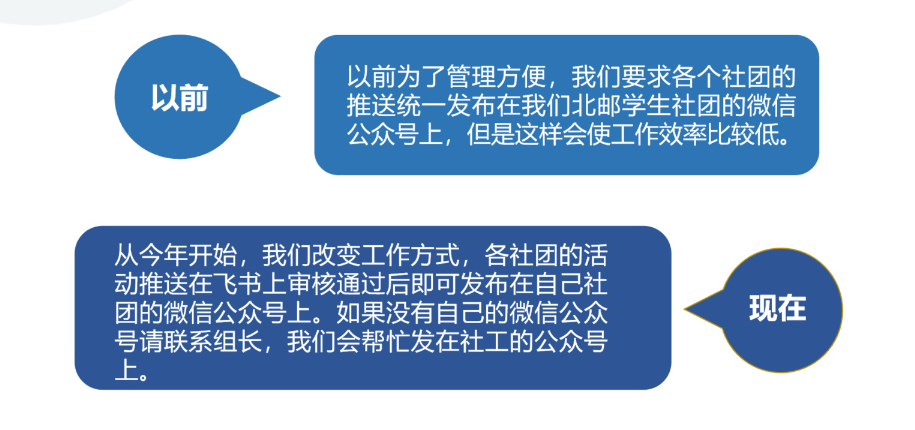 以前
以前为了管理方便，我们要求各个社团的
推送统一发布在我们北邮学生社团的微信
公众号上，但是这样会使工作效率比较低。
从今年开始，我们改变工作方式，各社团的活
动推送在飞书上审核通过后即可发布在自己社
团的微信公众号上。如果没有自己的微信公众
号请联系组长，我们会帮忙发在社工的公众号
上。
现在